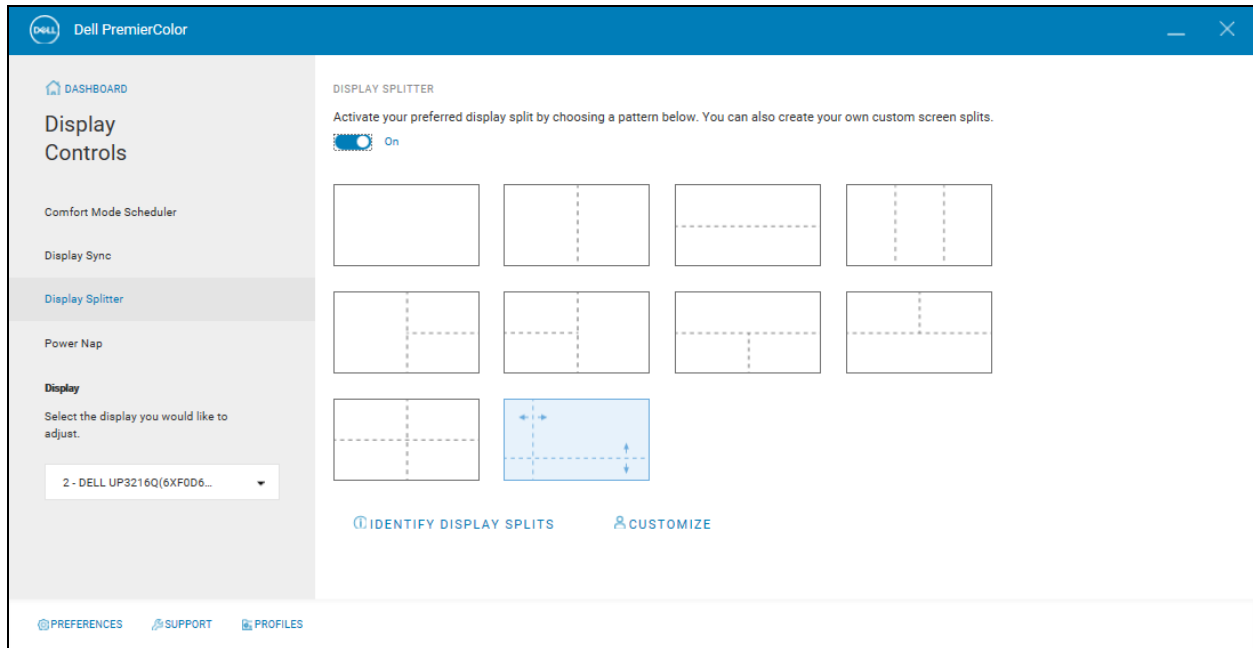 DELL
Dell PremierColor
DASHBOARD
Display
Controls
Comfort Mode Scheduler
Display Sync
Display Splitter
Power Nap
Display
Select the display you would like to
adjust.
2 - DELL UP3216Q(6XF0D6...
DISPLAY SPLITTER
Activate your preferred display split by choosing a pattern below. You can also create your own custom screen splits.
On
IDENTIFY DISPLAY SPLITS
CUSTOMIZE
PREFERENCES
SUPPORT
PROFILES